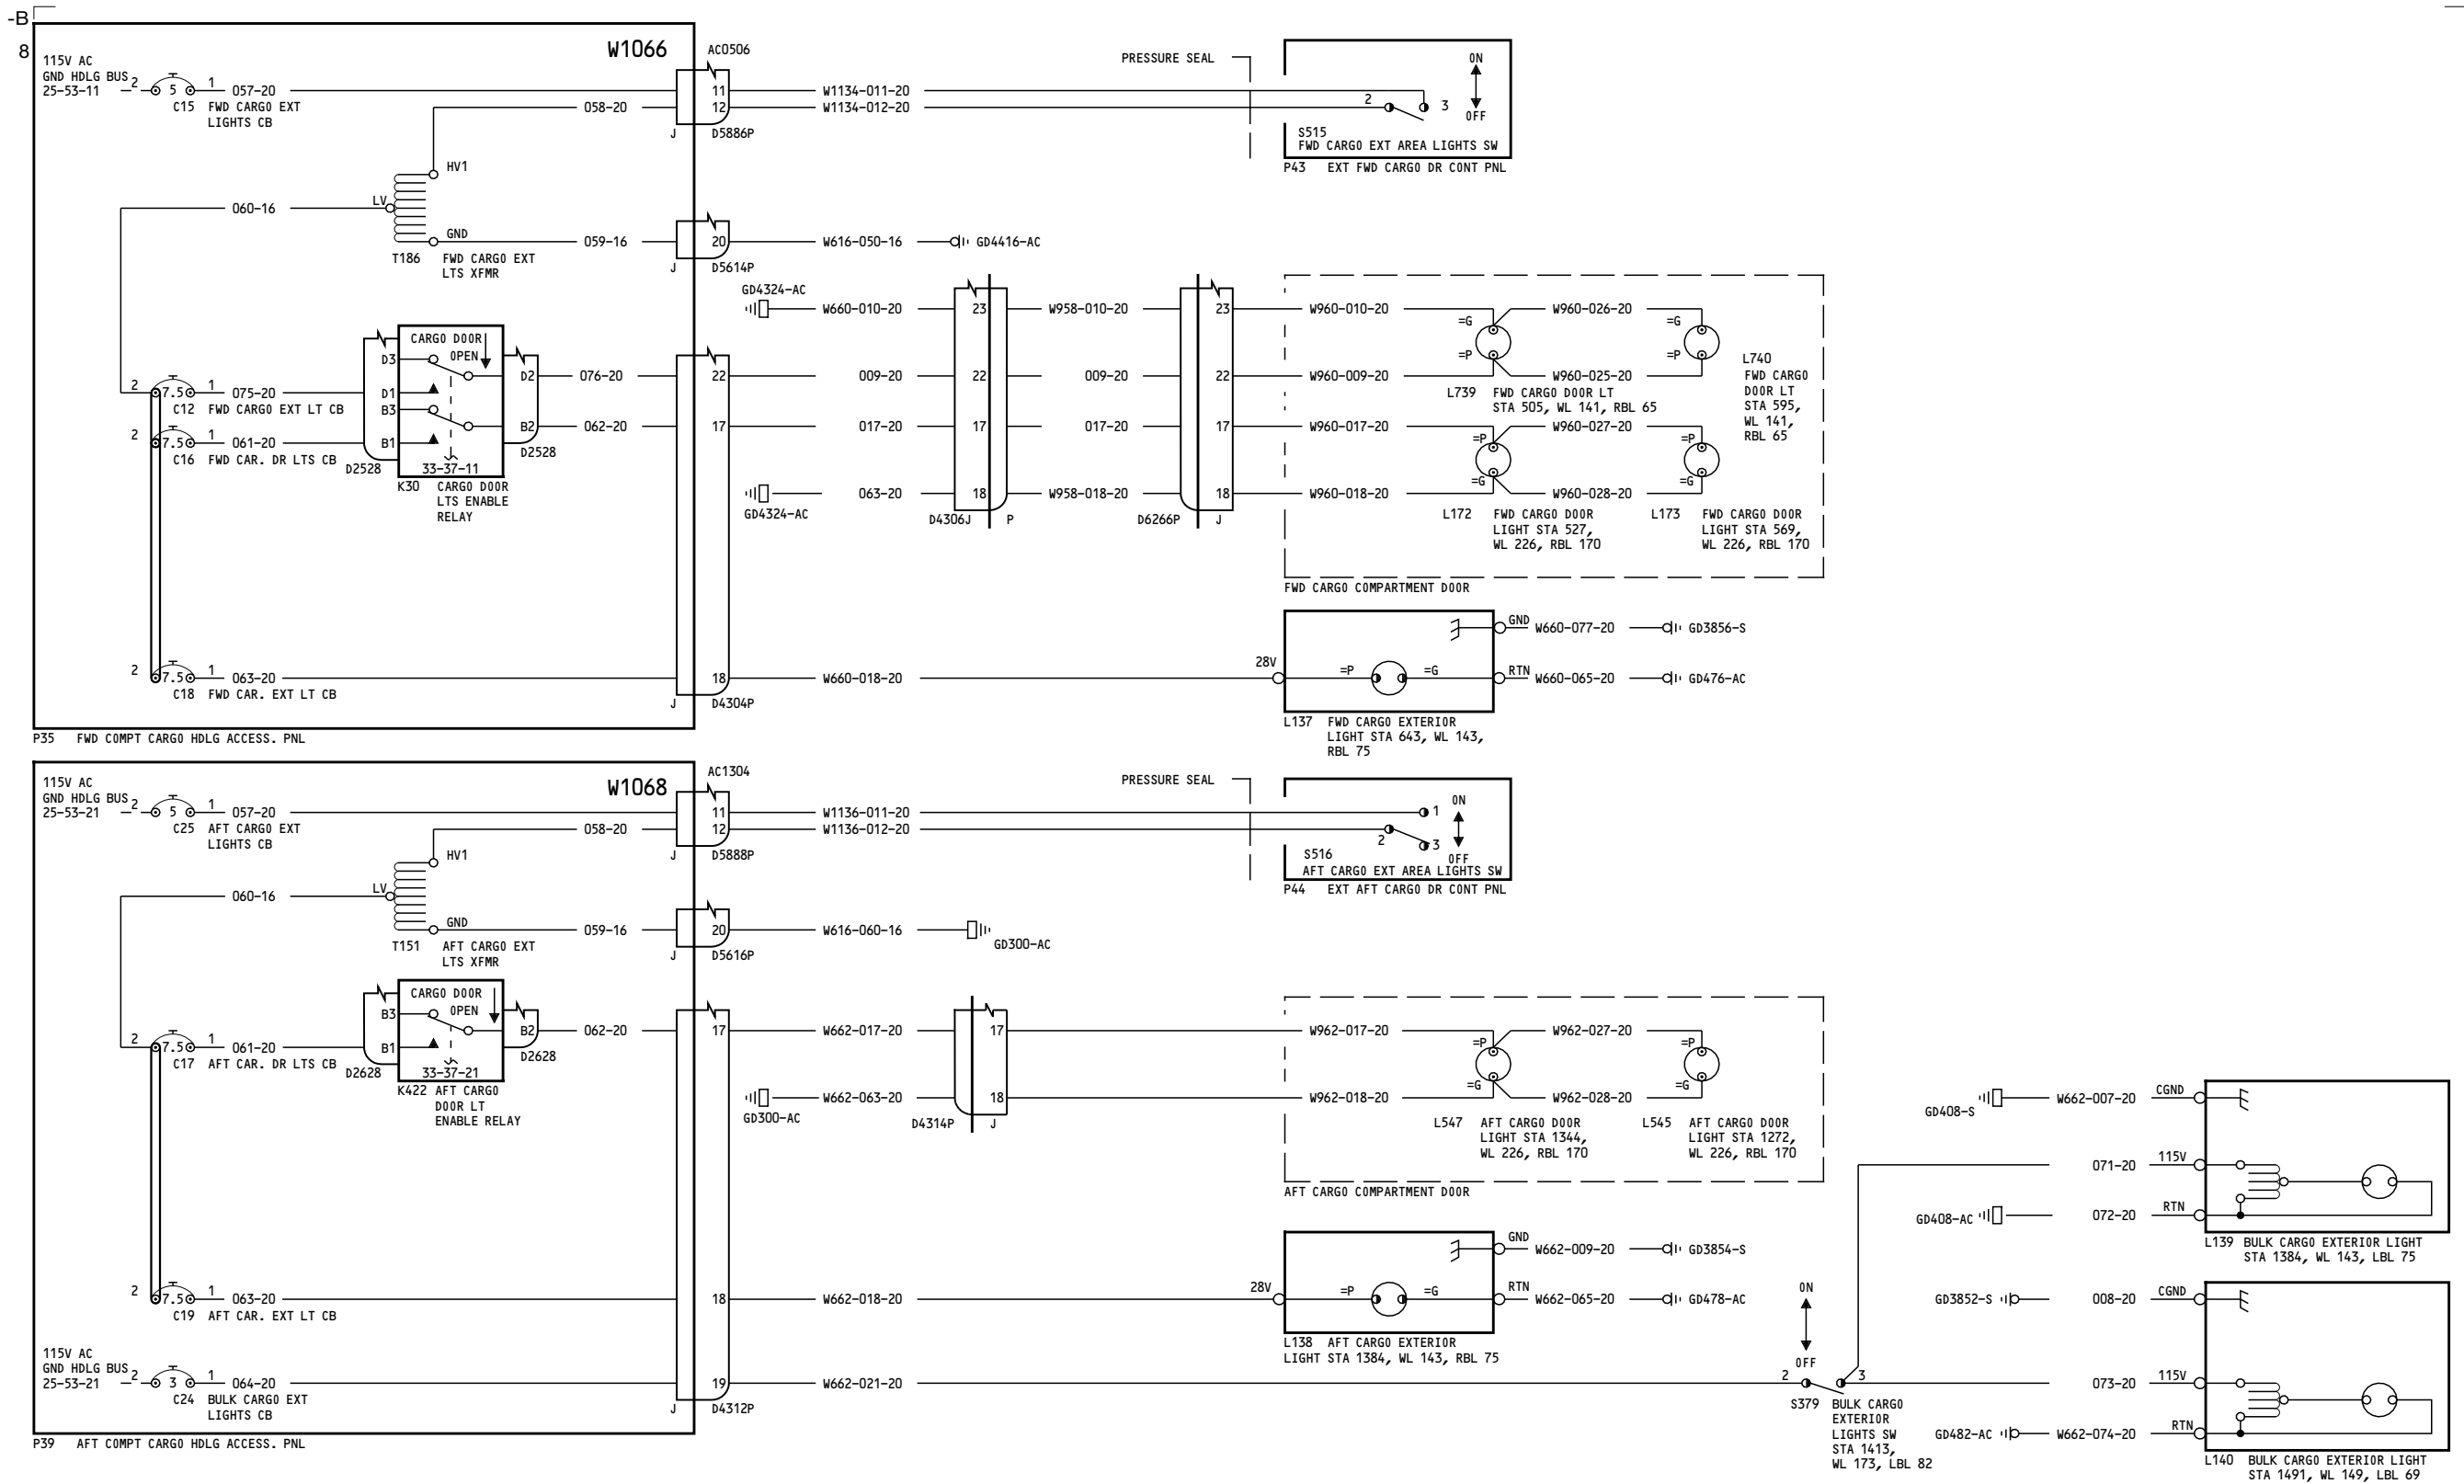 -B
8
W1066
115V AC
GND HDLG BUS
25-53-11
2
5
1
057-20
C15 FWD CARGO EXT
LIGHTS CB
058-20
AC0506
11
12
J
D5886P
W1134-011-20
W1134-012-20
PRESSURE SEAL
2
3
ON
OFF
S515
FWD CARGO EXT AREA LIGHTS SW
P43 EXT FWD CARGO DR CONT PNL
HV1
LV
060-16
GND
059-16
T186 FWD CARGO EXT
LTS XFMR
20
J
D5614P
W616-050-16
GD4416-AC
GD4324-AC
W660-010-20
23
W958-010-20
23
W960-010-20
=G
W960-026-20
=G
CARGO DOOR
OPEN
D3
D2
D1
B3
B2
B1
076-20
22
009-20
22
009-20
22
W960-009-20
=P
W960-025-20
=P
L739 FWD CARGO DOOR LT
STA 505, WL 141, RBL 65
L740
FWD CARGO
DOOR LT
STA 595,
WL 141,
RBL 65
2
7.5
1
075-20
C12 FWD CARGO EXT LT CB
2
7.5
1
061-20
C16 FWD CAR. DR LTS CB
D2528
33-37-11
D2528
K30 CARGO DOOR
LTS ENABLE
RELAY
062-20
17
017-20
17
017-20
17
W960-017-20
=P
W960-027-20
=P
GD4324-AC
063-20
18
W958-018-20
18
W960-018-20
=G
W960-028-20
=G
D4306J
P
D6266P
J
L172 FWD CARGO DOOR
LIGHT STA 527,
WL 226, RBL 170
L173 FWD CARGO DOOR
LIGHT STA 569,
WL 226, RBL 170
FWD CARGO COMPARTMENT DOOR
2
7.5
1
063-20
C18 FWD CAR. EXT LT CB
18
J
D4304P
W660-018-20
28V
=P
=G
GND
W660-077-20
GD3856-S
RTN
W660-065-20
GD476-AC
L137 FWD CARGO EXTERIOR
LIGHT STA 643, WL 143,
RBL 75
P35 FWD COMPT CARGO HDLG ACCESS. PNL
W1068
115V AC
GND HDLG BUS
25-53-21
2
5
1
057-20
C25 AFT CARGO EXT
LIGHTS CB
058-20
AC1304
11
12
J
D5888P
W1136-011-20
W1136-012-20
PRESSURE SEAL
1
2
3
ON
OFF
S516
AFT CARGO EXT AREA LIGHTS SW
P44 EXT AFT CARGO DR CONT PNL
HV1
LV
060-16
GND
059-16
T151 AFT CARGO EXT
LTS XFMR
20
J
D5616P
W616-060-16
GD300-AC
CARGO DOOR
OPEN
B3
B2
B1
2
7.5
1
061-20
C17 AFT CAR. DR LTS CB
D2628
33-37-21
D2628
K422 AFT CARGO
DOOR LT
ENABLE RELAY
062-20
17
W662-017-20
17
W962-017-20
=P
W962-027-20
=P
GD300-AC
W662-063-20
18
W962-018-20
=G
W962-028-20
=G
D4314P
J
L547 AFT CARGO DOOR
LIGHT STA 1344,
WL 226, RBL 170
L545 AFT CARGO DOOR
LIGHT STA 1272,
WL 226, RBL 170
AFT CARGO COMPARTMENT DOOR
GD408-S
W662-007-20
CGND
071-20
115V
GD408-AC
072-20
RTN
L139 BULK CARGO EXTERIOR LIGHT
STA 1384, WL 143, LBL 75
2
7.5
1
063-20
C19 AFT CAR. EXT LT CB
18
W662-018-20
28V
=P
=G
GND
W662-009-20
GD3854-S
RTN
W662-065-20
GD478-AC
L138 AFT CARGO EXTERIOR
LIGHT STA 1384, WL 143, RBL 75
115V AC
GND HDLG BUS
25-53-21
2
3
1
064-20
C24 BULK CARGO EXT
LIGHTS CB
19
J
D4312P
W662-021-20
ON
OFF
2
3
S379 BULK CARGO
EXTERIOR
LIGHTS SW
STA 1413,
WL 173, LBL 82
GD3852-S
008-20
CGND
073-20
115V
GD482-AC
W662-074-20
RTN
L140 BULK CARGO EXTERIOR LIGHT
STA 1491, WL 149, LBL 69
P39 AFT COMPT CARGO HDLG ACCESS. PNL